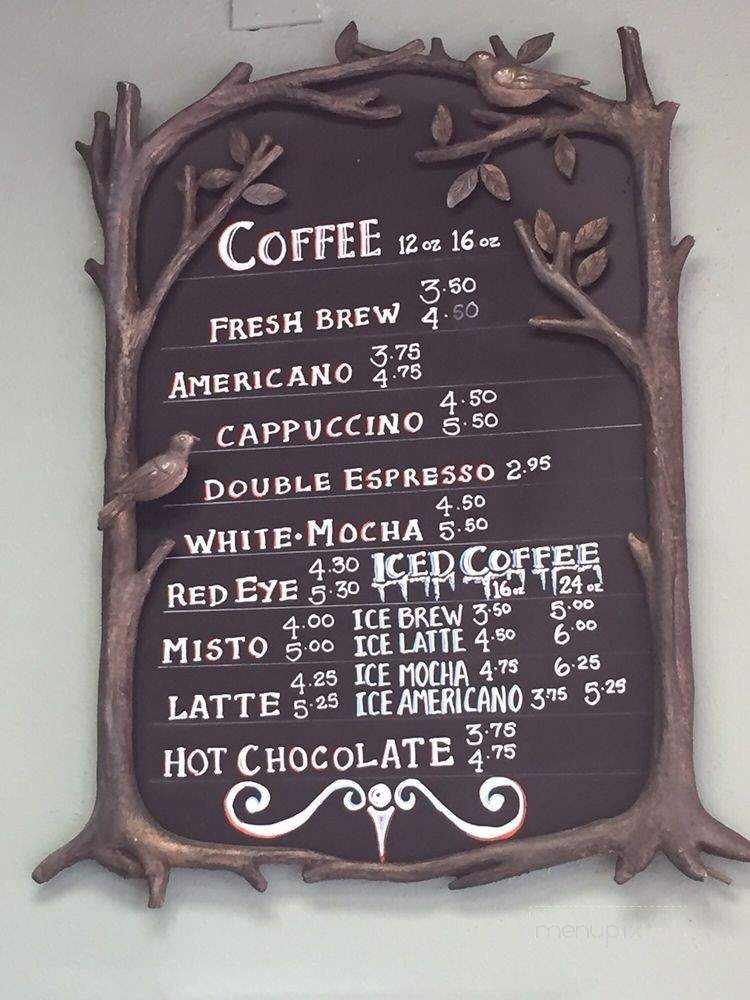 COFFEE 12 oz 16 oz
3.50
FRESH BREW 4.50
3.75
AMERICANO 4.75
4.50
CAPPUCCINO 5.50
DOUBLE ESPRESSO 2.95
4.50
WHITE·MOCHA 5.50
4.30 ICED COFFEE
RED EYE 5.30 16oz 24 oz
4.00 ICE BREW 3.50 5.00
MISTO 5.00 ICE LATTE 4.50 6.00
4.25 ICE MOCHA 4.75 6.25
LATTE 5.25 ICE AMERICANO 3.75 5.25
3.75
HOT CHOCOLATE 4.75
menupix